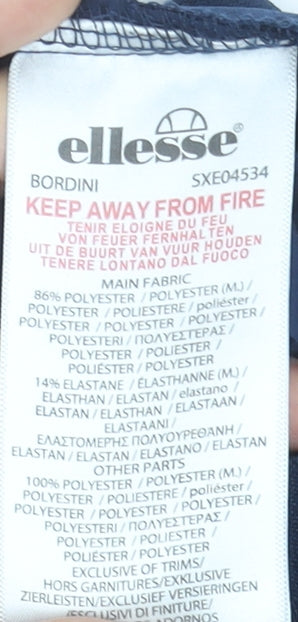 ellesse®
BORDINI SXE04534
KEEP AWAY FROM FIRE
TENIR ELOIGNE DU FEU
VON FEUER FERNHALTEN
UIT DE BUURT VAN VUUR HOUDEN
TENERE LONTANO DAL FUOCO
MAIN FABRIC
86% POLYESTER / POLYESTER (M.) /
POLYESTER / POLIESTERE / poliéster /
POLYESTER / POLYESTER / POLYESTER /
POLYESTERI / ΠΟΛΥΕΣΤΕΡΑΣ /
POLYESTER / POLIESTER /
POLIÉSTER / POLYESTER
14% ELASTANE / ÉLASTHANNE (M.) /
ELASTHAN / ELASTAN / elastano /
ELASTAN / ELASTHAN / ELASTAAN /
ELASTAANI /
ΕΛΑΣΤΟΜΕΡΗΣ ΠΟΛΥΟΥΡΕΘΑΝΗ /
ELASTAN / ELASTAN / ELASTANO / ELASTAN
OTHER PARTS
100% POLYESTER / POLYESTER (M.) /
POLYESTER / POLIESTERE / poliéster /
POLYESTER / POLYESTER / POLYESTER /
POLYESTERI / ΠΟΛΥΕΣΤΕΡΑΣ /
POLYESTER / POLIESTER /
POLIÉSTER / POLYESTER
EXCLUSIVE OF TRIMS/
HORS GARNITURES/EXKLUSIVE
ZIERLEISTEN/EXCLUSIEF VERSIERINGEN
/ESCLUSI DI FINITURE/
ADORNOS